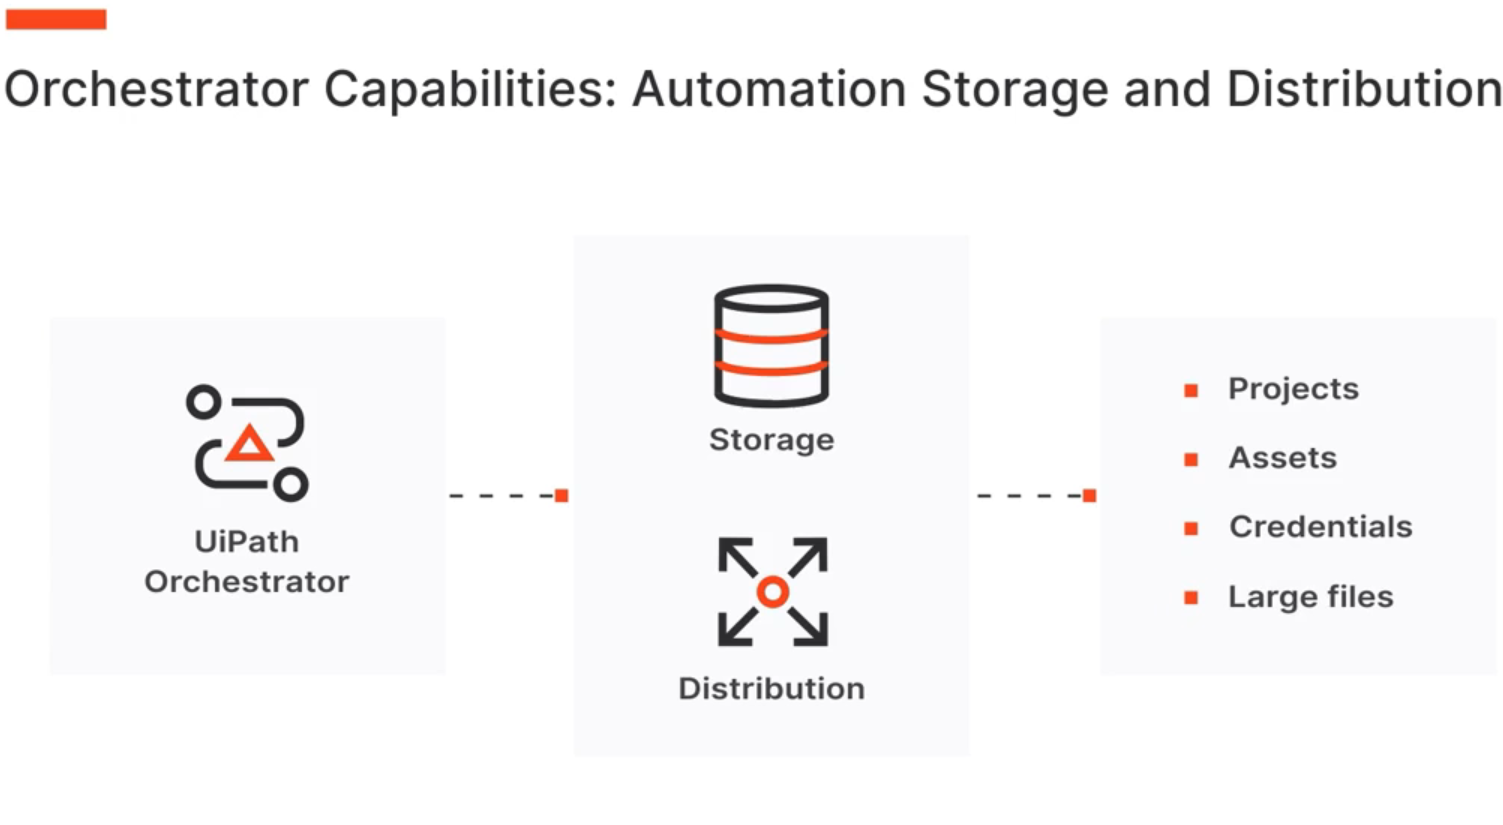 Orchestrator Capabilities: Automation Storage and Distribution
UiPath
Orchestrator
Storage
Distribution
Projects
Assets
Credentials
Large files